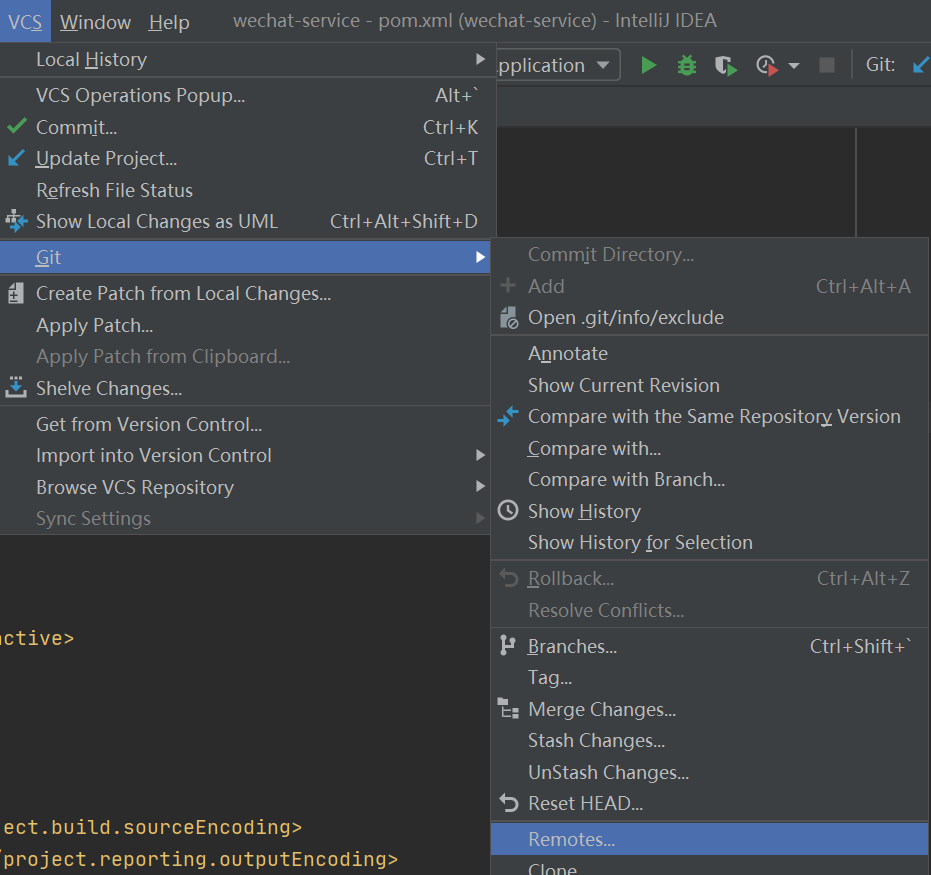 VCS Window Help wechat-service - pom.xml (wechat-service) - IntelliJ IDEA
Local History
pplication Git:
VCS Operations Popup... Alt+`
Commit... Ctrl+K
Update Project... Ctrl+T
Refresh File Status
Show Local Changes as UML Ctrl+Alt+Shift+D
Git
Create Patch from Local Changes...
Apply Patch...
Apply Patch from Clipboard...
Shelve Changes...
Get from Version Control...
Import into Version Control
Browse VCS Repository
Sync Settings
Commit Directory...
Add Ctrl+Alt+A
Open .git/info/exclude
Annotate
Show Current Revision
Compare with the Same Repository Version
Compare with...
Compare with Branch...
Show History
Show History for Selection
Rollback... Ctrl+Alt+Z
Resolve Conflicts...
Branches... Ctrl+Shift+`
Tag...
Merge Changes...
Stash Changes...
UnStash Changes...
Reset HEAD...
Remotes...
Clone
active>
ect.build.sourceEncoding>
/project.reporting.outputEncoding>